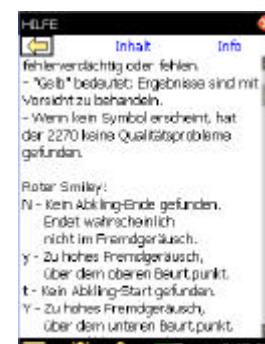 HILFE
Inhalt Info
fehlerverdächtig oder fehlen.
- "Gelb" bedeutet: Ergebnisse sind mit
Vorsicht zu behandeln.
- Wenn kein Symbol erscheint, hat
der 2270 keine Qualitätsprobleme
gefunden.
Roter Smiley:
N - Kein Abkling-Ende gefunden.
Endet wahrscheinlich
nicht im Fremdgeräusch.
y - Zu hohes Fremdgeräusch,
über dem oberen Beurt.punkt.
t - Kein Abkling-Start gefunden.
Y - Zu hohes Fremdgeräusch,
über dem unteren Beurt.punkt.